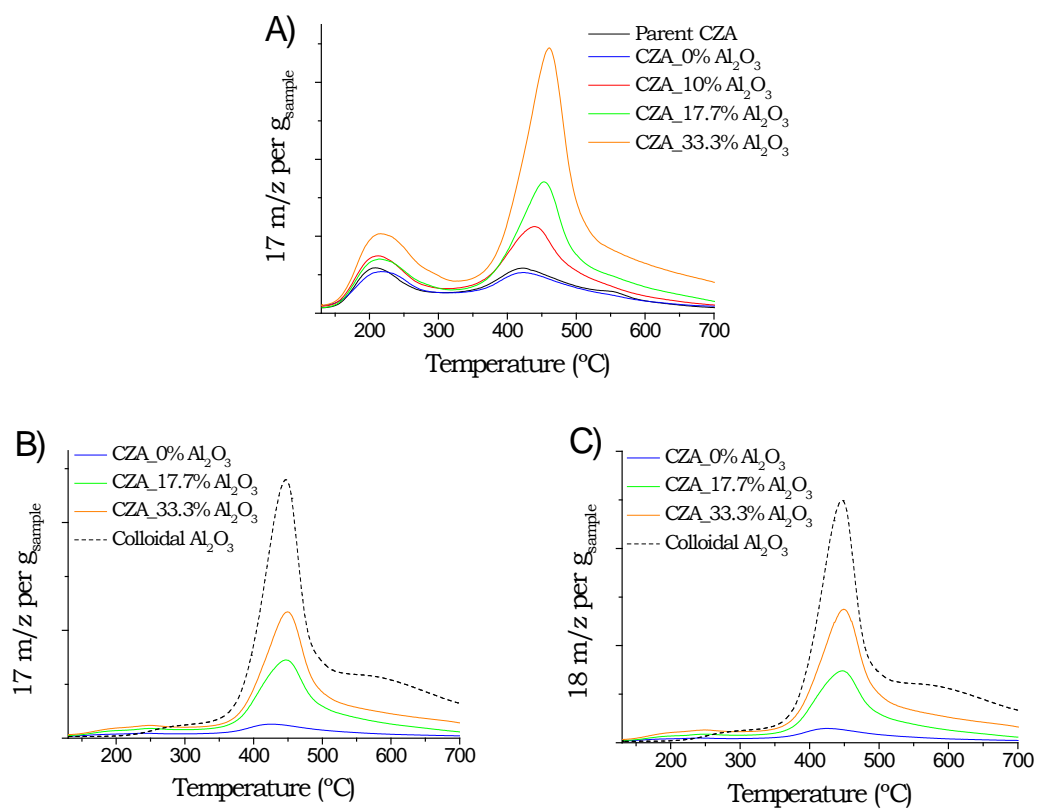 A)
Parent CZA
CZA_0% Al₂O₃
CZA_10% Al₂O₃
CZA_17.7% Al₂O₃
CZA_33.3% Al₂O₃
17 m/z per g_sample
200 300 400 500 600 700
Temperature (ºC)
B)
CZA_0% Al₂O₃
CZA_17.7% Al₂O₃
CZA_33.3% Al₂O₃
Colloidal Al₂O₃
17 m/z per g_sample
200 300 400 500 600 700
Temperature (ºC)
C)
CZA_0% Al₂O₃
CZA_17.7% Al₂O₃
CZA_33.3% Al₂O₃
Colloidal Al₂O₃
18 m/z per g_sample
200 300 400 500 600 700
Temperature (ºC)